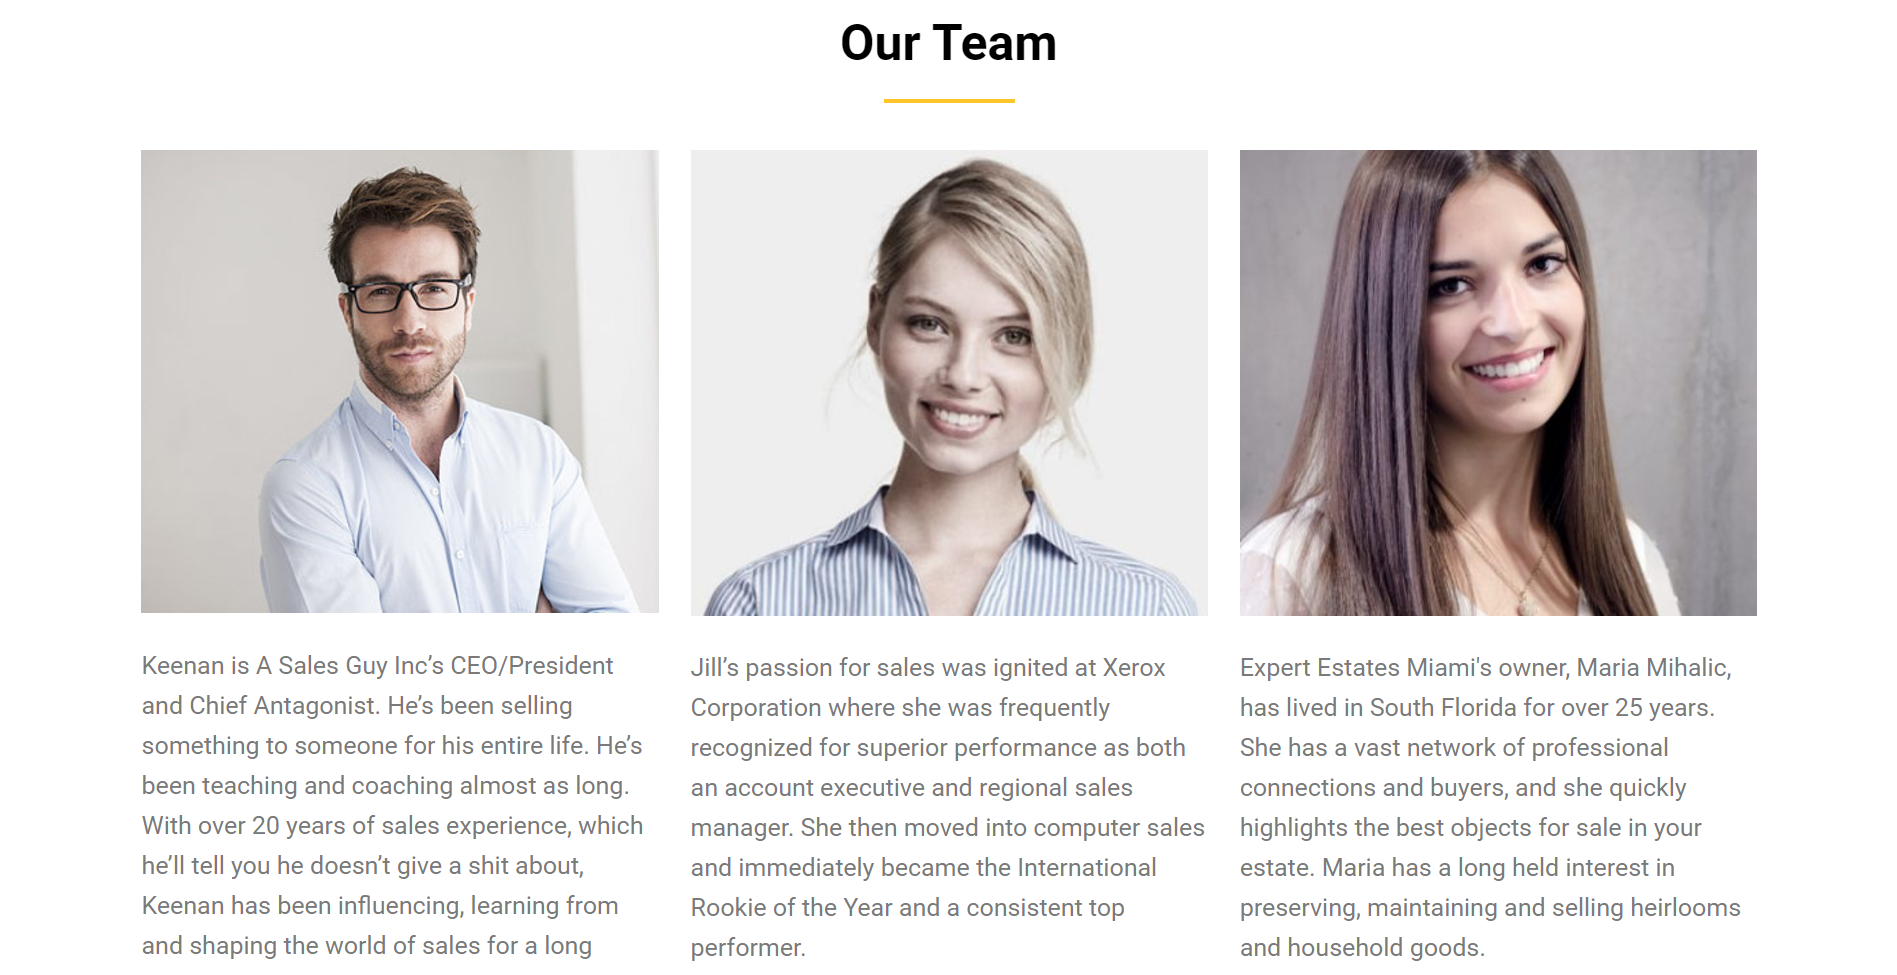 Our Team
Keenan is A Sales Guy Inc’s CEO/President
and Chief Antagonist. He’s been selling
something to someone for his entire life. He’s
been teaching and coaching almost as long.
With over 20 years of sales experience, which
he’ll tell you he doesn’t give a shit about,
Keenan has been influencing, learning from
and shaping the world of sales for a long
Jill’s passion for sales was ignited at Xerox
Corporation where she was frequently
recognized for superior performance as both
an account executive and regional sales
manager. She then moved into computer sales
and immediately became the International
Rookie of the Year and a consistent top
performer.
Expert Estates Miami's owner, Maria Mihalic,
has lived in South Florida for over 25 years.
She has a vast network of professional
connections and buyers, and she quickly
highlights the best objects for sale in your
estate. Maria has a long held interest in
preserving, maintaining and selling heirlooms
and household goods.